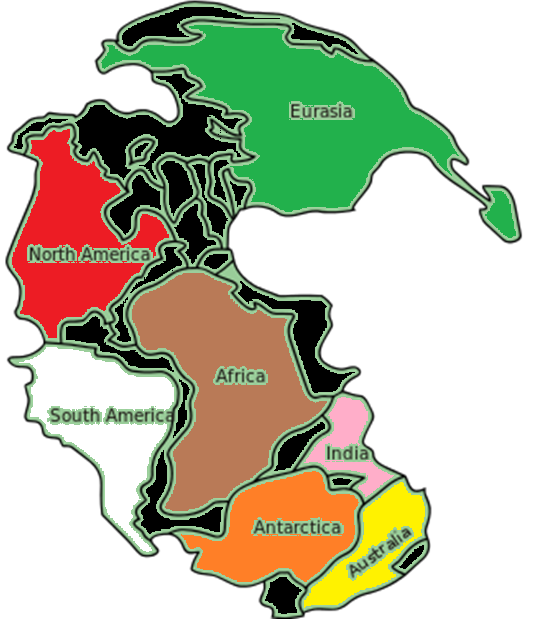 Eurasia
North America
Africa
South America
India
Antarctica
Australia